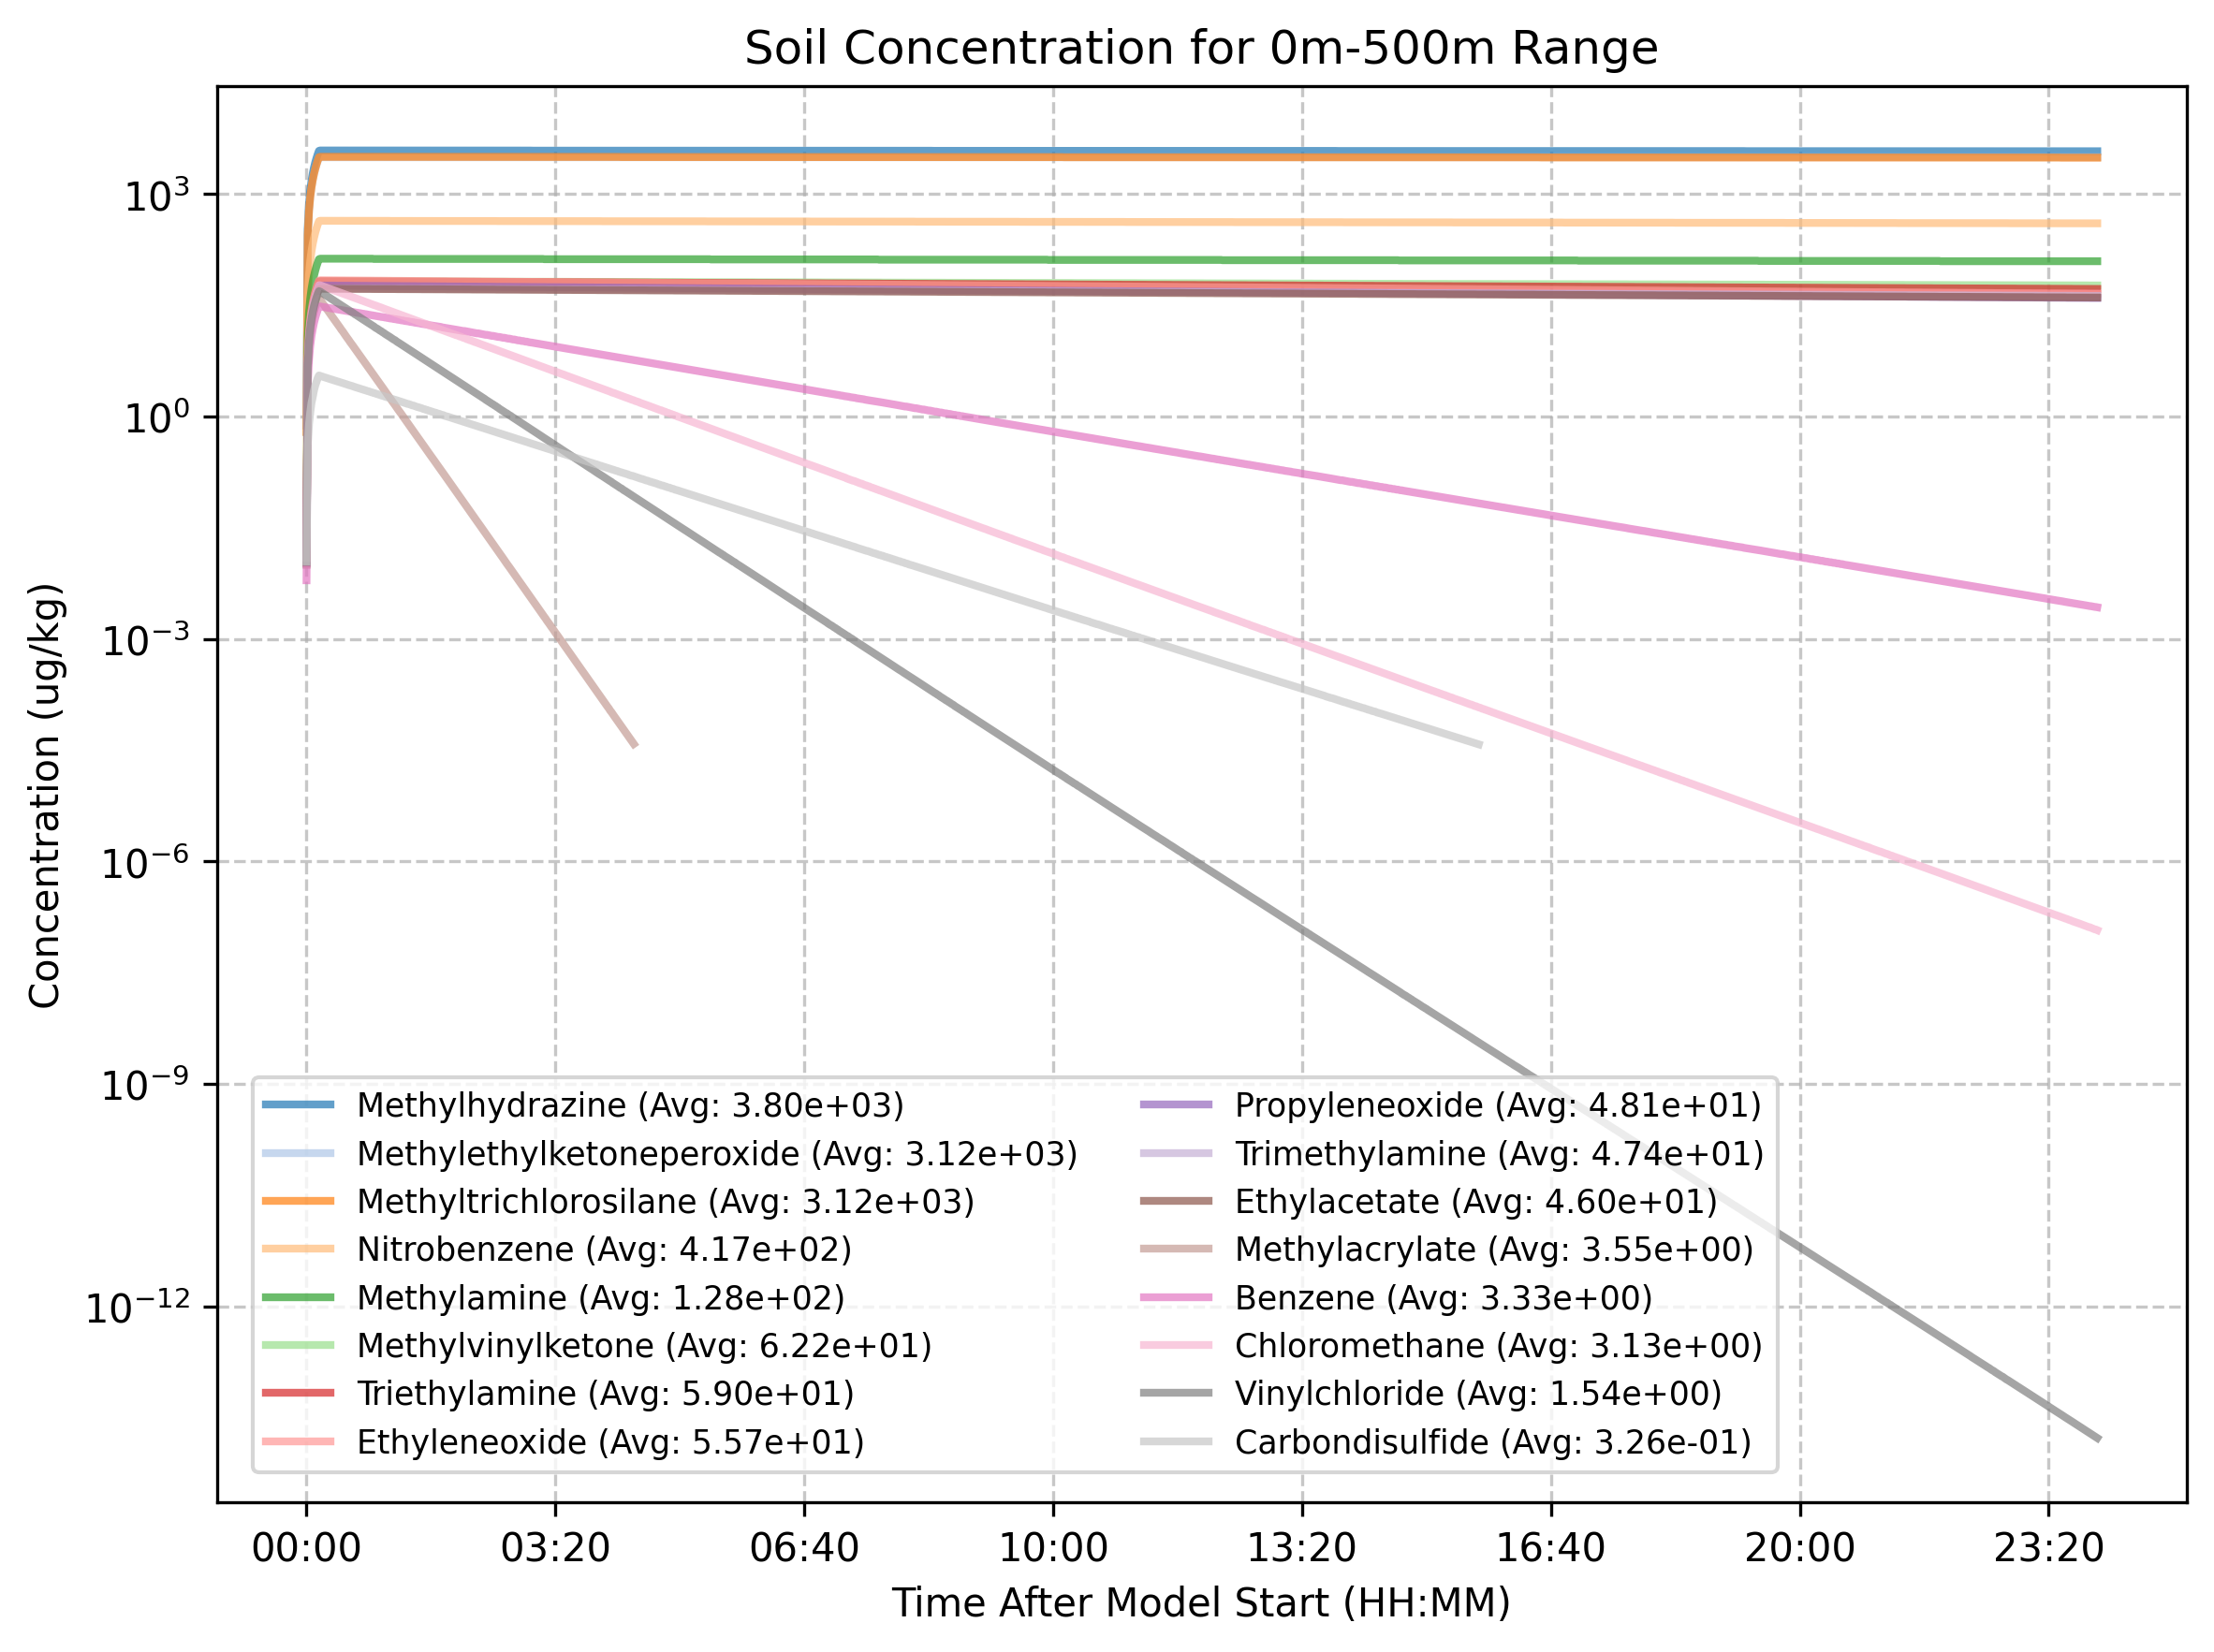 Soil Concentration for 0m-500m Range
Concentration (ug/kg)
10³
10⁰
10⁻³
10⁻⁶
10⁻⁹
10⁻¹²
Methylhydrazine (Avg: 3.80e+03)
Methylethylketoneperoxide (Avg: 3.12e+03)
Methyltrichlorosilane (Avg: 3.12e+03)
Nitrobenzene (Avg: 4.17e+02)
Methylamine (Avg: 1.28e+02)
Methylvinylketone (Avg: 6.22e+01)
Triethylamine (Avg: 5.90e+01)
Ethyleneoxide (Avg: 5.57e+01)
Propyleneoxide (Avg: 4.81e+01)
Trimethylamine (Avg: 4.74e+01)
Ethylacetate (Avg: 4.60e+01)
Methylacrylate (Avg: 3.55e+00)
Benzene (Avg: 3.33e+00)
Chloromethane (Avg: 3.13e+00)
Vinylchloride (Avg: 1.54e+00)
Carbondisulfide (Avg: 3.26e-01)
00:00 03:20 06:40 10:00 13:20 16:40 20:00 23:20
Time After Model Start (HH:MM)